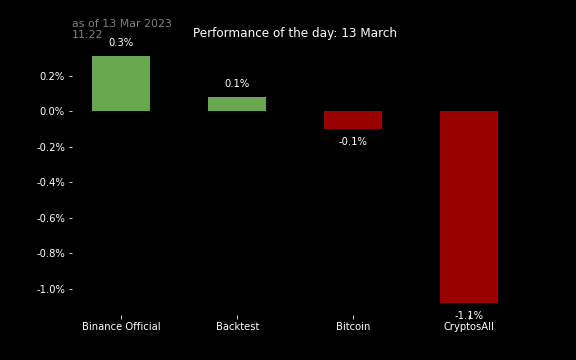 as of 13 Mar 2023
11:22
Performance of the day: 13 March
0.3%
0.1%
-0.1%
-1.1%
0.2%
0.0%
-0.2%
-0.4%
-0.6%
-0.8%
-1.0%
Binance Official
Backtest
Bitcoin
CryptosAll